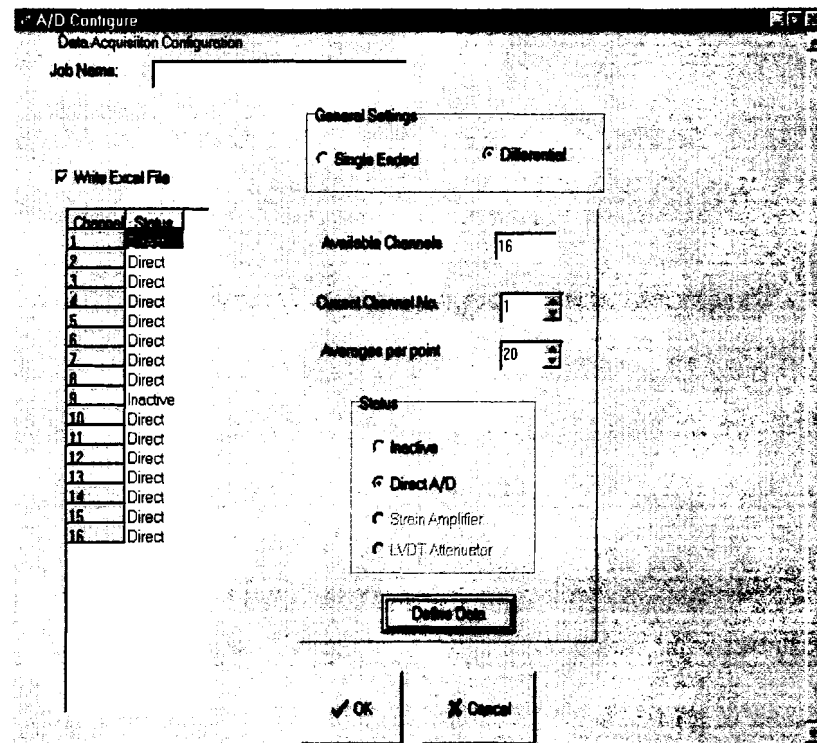 A/D Configure
Data Acquisition Configuration
Job Name:
General Settings
Single Ended
Differential
Write Excel File
Channel Status
1
2 Direct
3 Direct
4 Direct
5 Direct
6 Direct
7 Direct
8 Direct
9 Inactive
10 Direct
11 Direct
12 Direct
13 Direct
14 Direct
15 Direct
16 Direct
Available Channels 16
Current Channel No. 1
Averages per point 20
Status
Inactive
Direct A/D
Strain Amplifier
LVDT Attenuator
Define Data
OK
Cancel